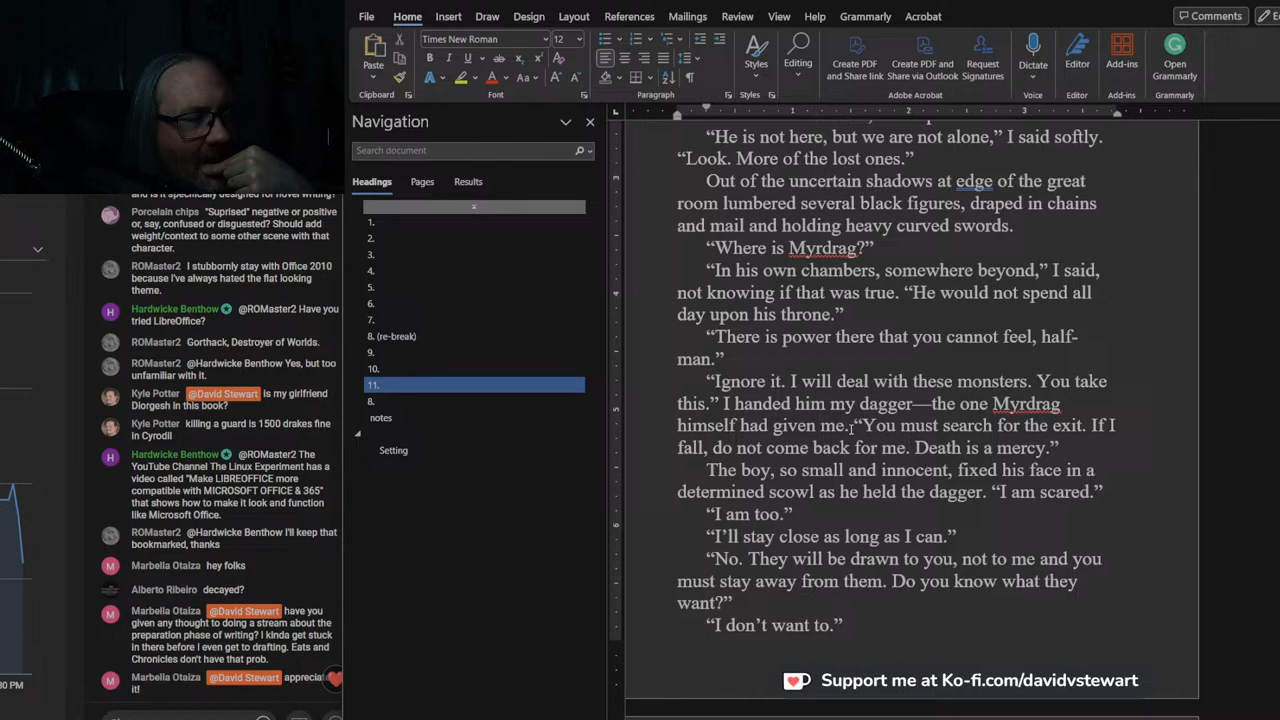 File Home Insert Draw Design Layout References Mailings Review View Help Grammarly Acrobat
Comments
Times New Roman 12
Paste
Styles
Editing
Create PDF and Share link
Create PDF and Share via Outlook
Request Signatures
Dictate
Editor
Add-ins
Open Grammarly
Clipboard
Font
Paragraph
Styles
Adobe Acrobat
Voice
Editor
Add-ins
Grammarly
Navigation
Search document
Headings Pages Results
1.
2.
3.
4.
5.
6.
7.
8. (re-break)
9.
10.
11.
8.
notes
Setting
and is it specifically designed for novel writing?
Porcelain chips "Suprised" negative or positive
or, say, confused or disguested? Should add
weight/context to some other scene with that
character.
ROMaster2 I stubbornly stay with Office 2010
because I've always hated the flat looking
theme.
Hardwicke Benthow @ROMaster2 Have you
tried LibreOffice?
ROMaster2 Gorthack, Destroyer of Worlds.
ROMaster2 @Hardwicke Benthow Yes, but too
unfamiliar with it.
Kyle Potter @David Stewart is my girlfriend
Diorgesh in this book?
Kyle Potter killing a guard is 1500 drakes fine
in Cyrodil
Hardwicke Benthow @ROMaster2 The
YouTube Channel The Linux Experiment has a
video called "Make LIBREOFFICE more
compatible with MICROSOFT OFFICE & 365"
that shows how to make it look and function
like Microsoft Office.
ROMaster2 @Hardwicke Benthow I'll keep that
bookmarked, thanks
Marbella Otaiza hey folks
Alberto Ribeiro decayed?
Marbella Otaiza @David Stewart have you
given any thought to doing a stream about the
preparation phase of writing? I kinda get stuck
in there before I even get to drafting. Eats and
Chronicles don't have that prob.
Marbella Otaiza @David Stewart appreciate
it!
30 PM
“He is not here, but we are not alone,” I said softly.
“Look. More of the lost ones.”
Out of the uncertain shadows at edge of the great
room lumbered several black figures, draped in chains
and mail and holding heavy curved swords.
“Where is Myrdrag?”
“In his own chambers, somewhere beyond,” I said,
not knowing if that was true. “He would not spend all
day upon his throne.”
“There is power there that you cannot feel, half-
man.”
“Ignore it. I will deal with these monsters. You take
this.” I handed him my dagger—the one Myrdrag
himself had given me. “You must search for the exit. If I
fall, do not come back for me. Death is a mercy.”
The boy, so small and innocent, fixed his face in a
determined scowl as he held the dagger. “I am scared.”
“I am too.”
“I’ll stay close as long as I can.”
“No. They will be drawn to you, not to me and you
must stay away from them. Do you know what they
want?”
“I don’t want to.”
Support me at Ko-fi.com/davidvstewart